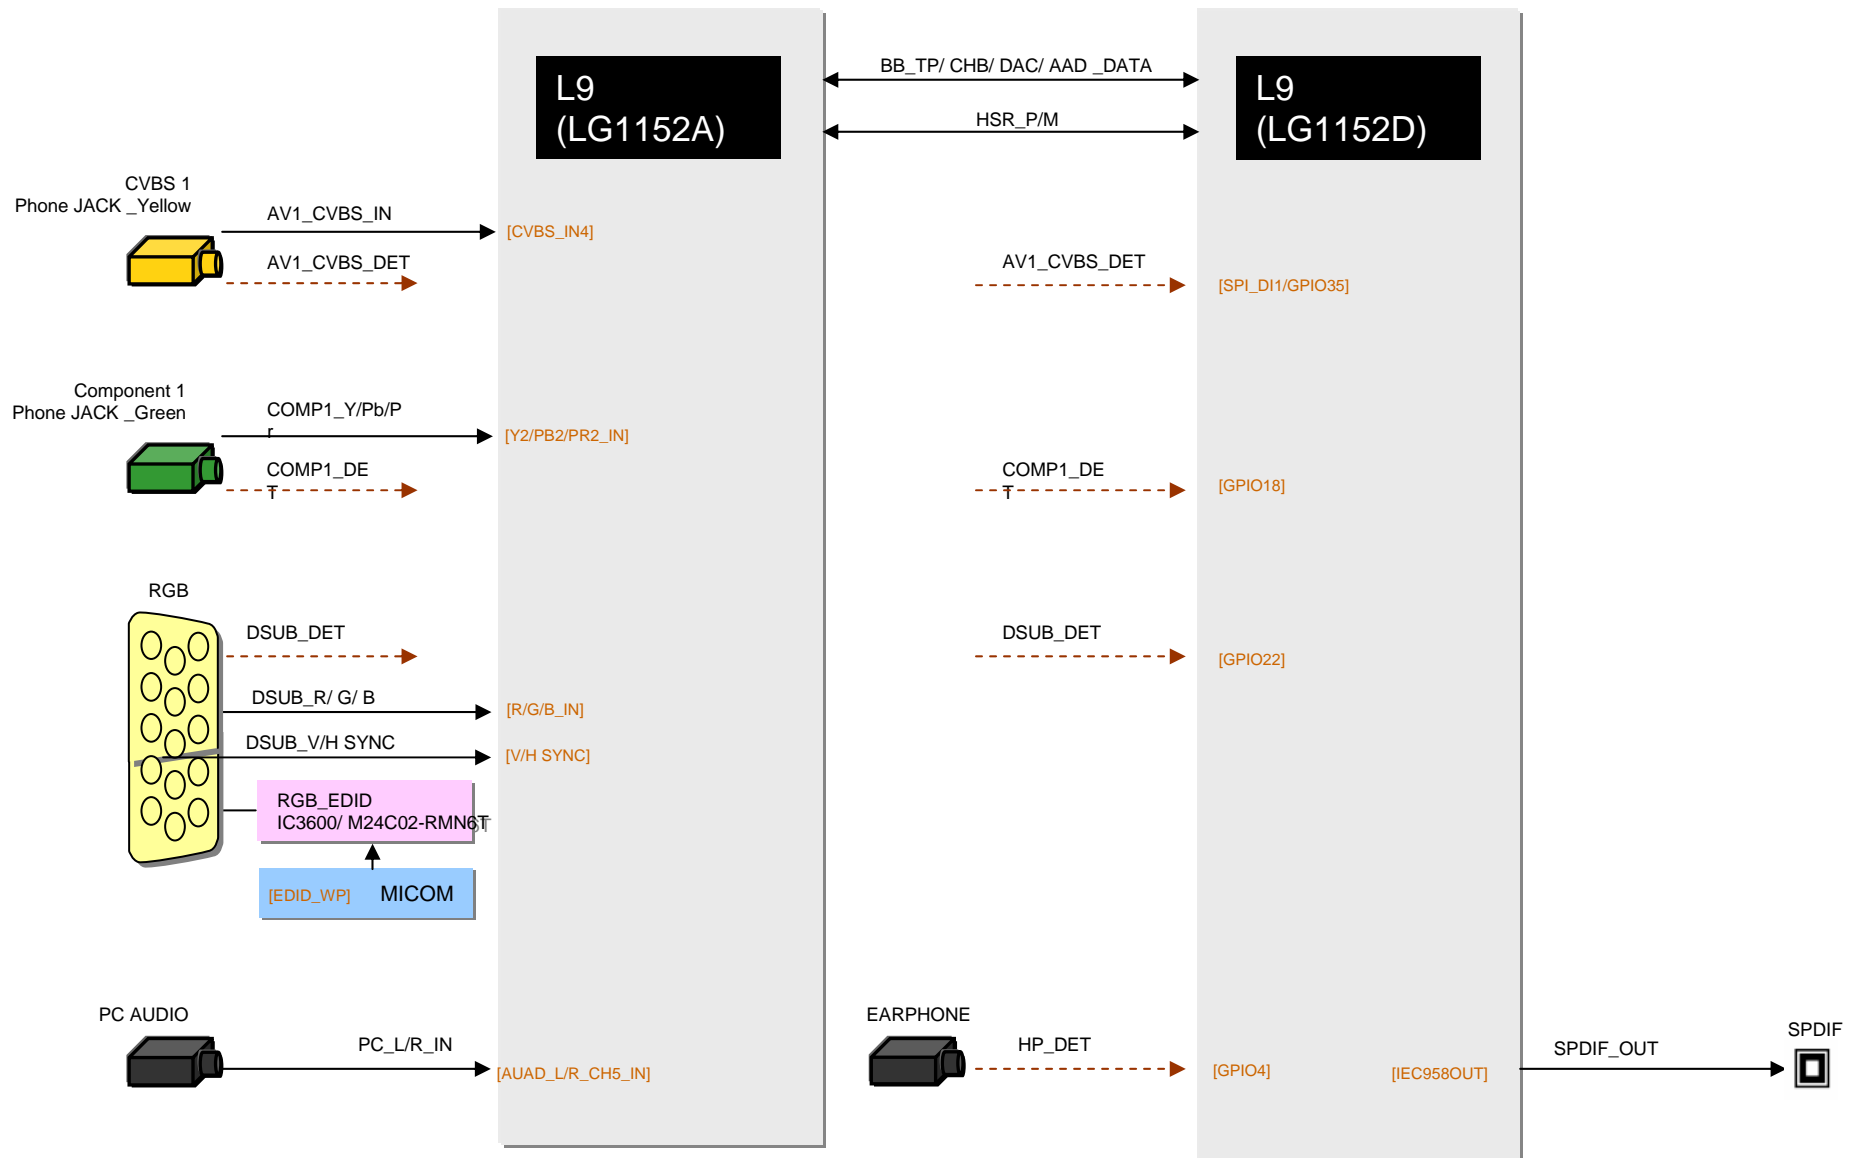 L9
(LG1152A)
BB_TP/ CHB/ DAC/ AAD _DATA
HSR_P/M
L9
(LG1152D)
CVBS 1
Phone JACK _Yellow
AV1_CVBS_IN
[CVBS_IN4]
AV1_CVBS_DET
AV1_CVBS_DET
[SPI_DI1/GPIO35]
Component 1
Phone JACK _Green
COMP1_Y/Pb/P
r
[Y2/PB2/PR2_IN]
COMP1_DE
T
COMP1_DE
T
[GPIO18]
RGB
DSUB_DET
DSUB_DET
[GPIO22]
DSUB_R/ G/ B
[R/G/B_IN]
DSUB_V/H SYNC
[V/H SYNC]
RGB_EDID
IC3600/ M24C02-RMN6T
[EDID_WP] MICOM
PC AUDIO
PC_L/R_IN
[AUAD_L/R_CH5_IN]
EARPHONE
HP_DET
[GPIO4]
[IEC958OUT]
SPDIF_OUT
SPDIF